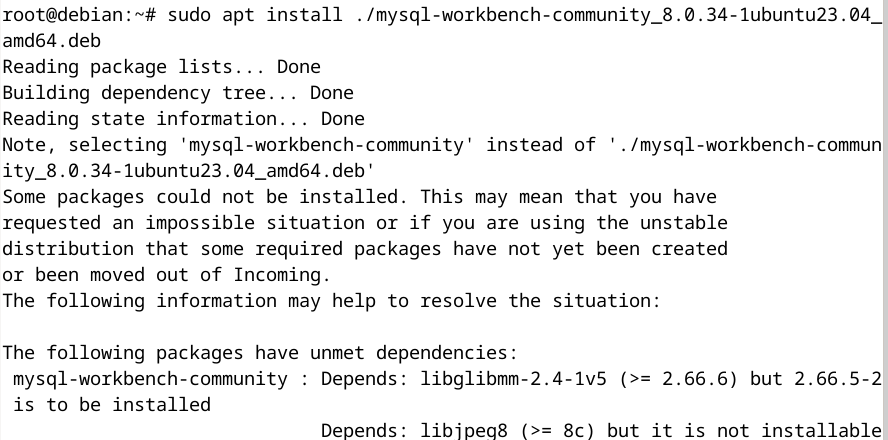 root@debian:~# sudo apt install ./mysql-workbench-community_8.0.34-1ubuntu23.04_
amd64.deb
Reading package lists... Done
Building dependency tree... Done
Reading state information... Done
Note, selecting 'mysql-workbench-community' instead of './mysql-workbench-commun
ity_8.0.34-1ubuntu23.04_amd64.deb'
Some packages could not be installed. This may mean that you have
requested an impossible situation or if you are using the unstable
distribution that some required packages have not yet been created
or been moved out of Incoming.
The following information may help to resolve the situation:

The following packages have unmet dependencies:
 mysql-workbench-community : Depends: libglibmm-2.4-1v5 (>= 2.66.6) but 2.66.5-2
 is to be installed
                             Depends: libjpeg8 (>= 8c) but it is not installable